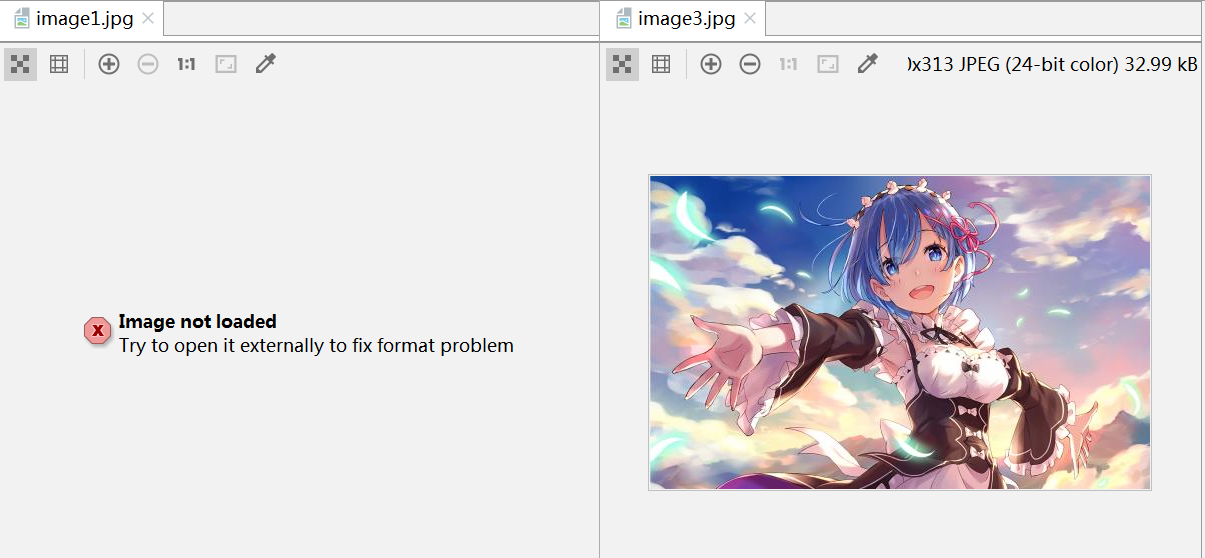 image1.jpg
image3.jpg
1:1
1:1
x313 JPEG (24-bit color) 32.99 kB
Image not loaded
Try to open it externally to fix format problem